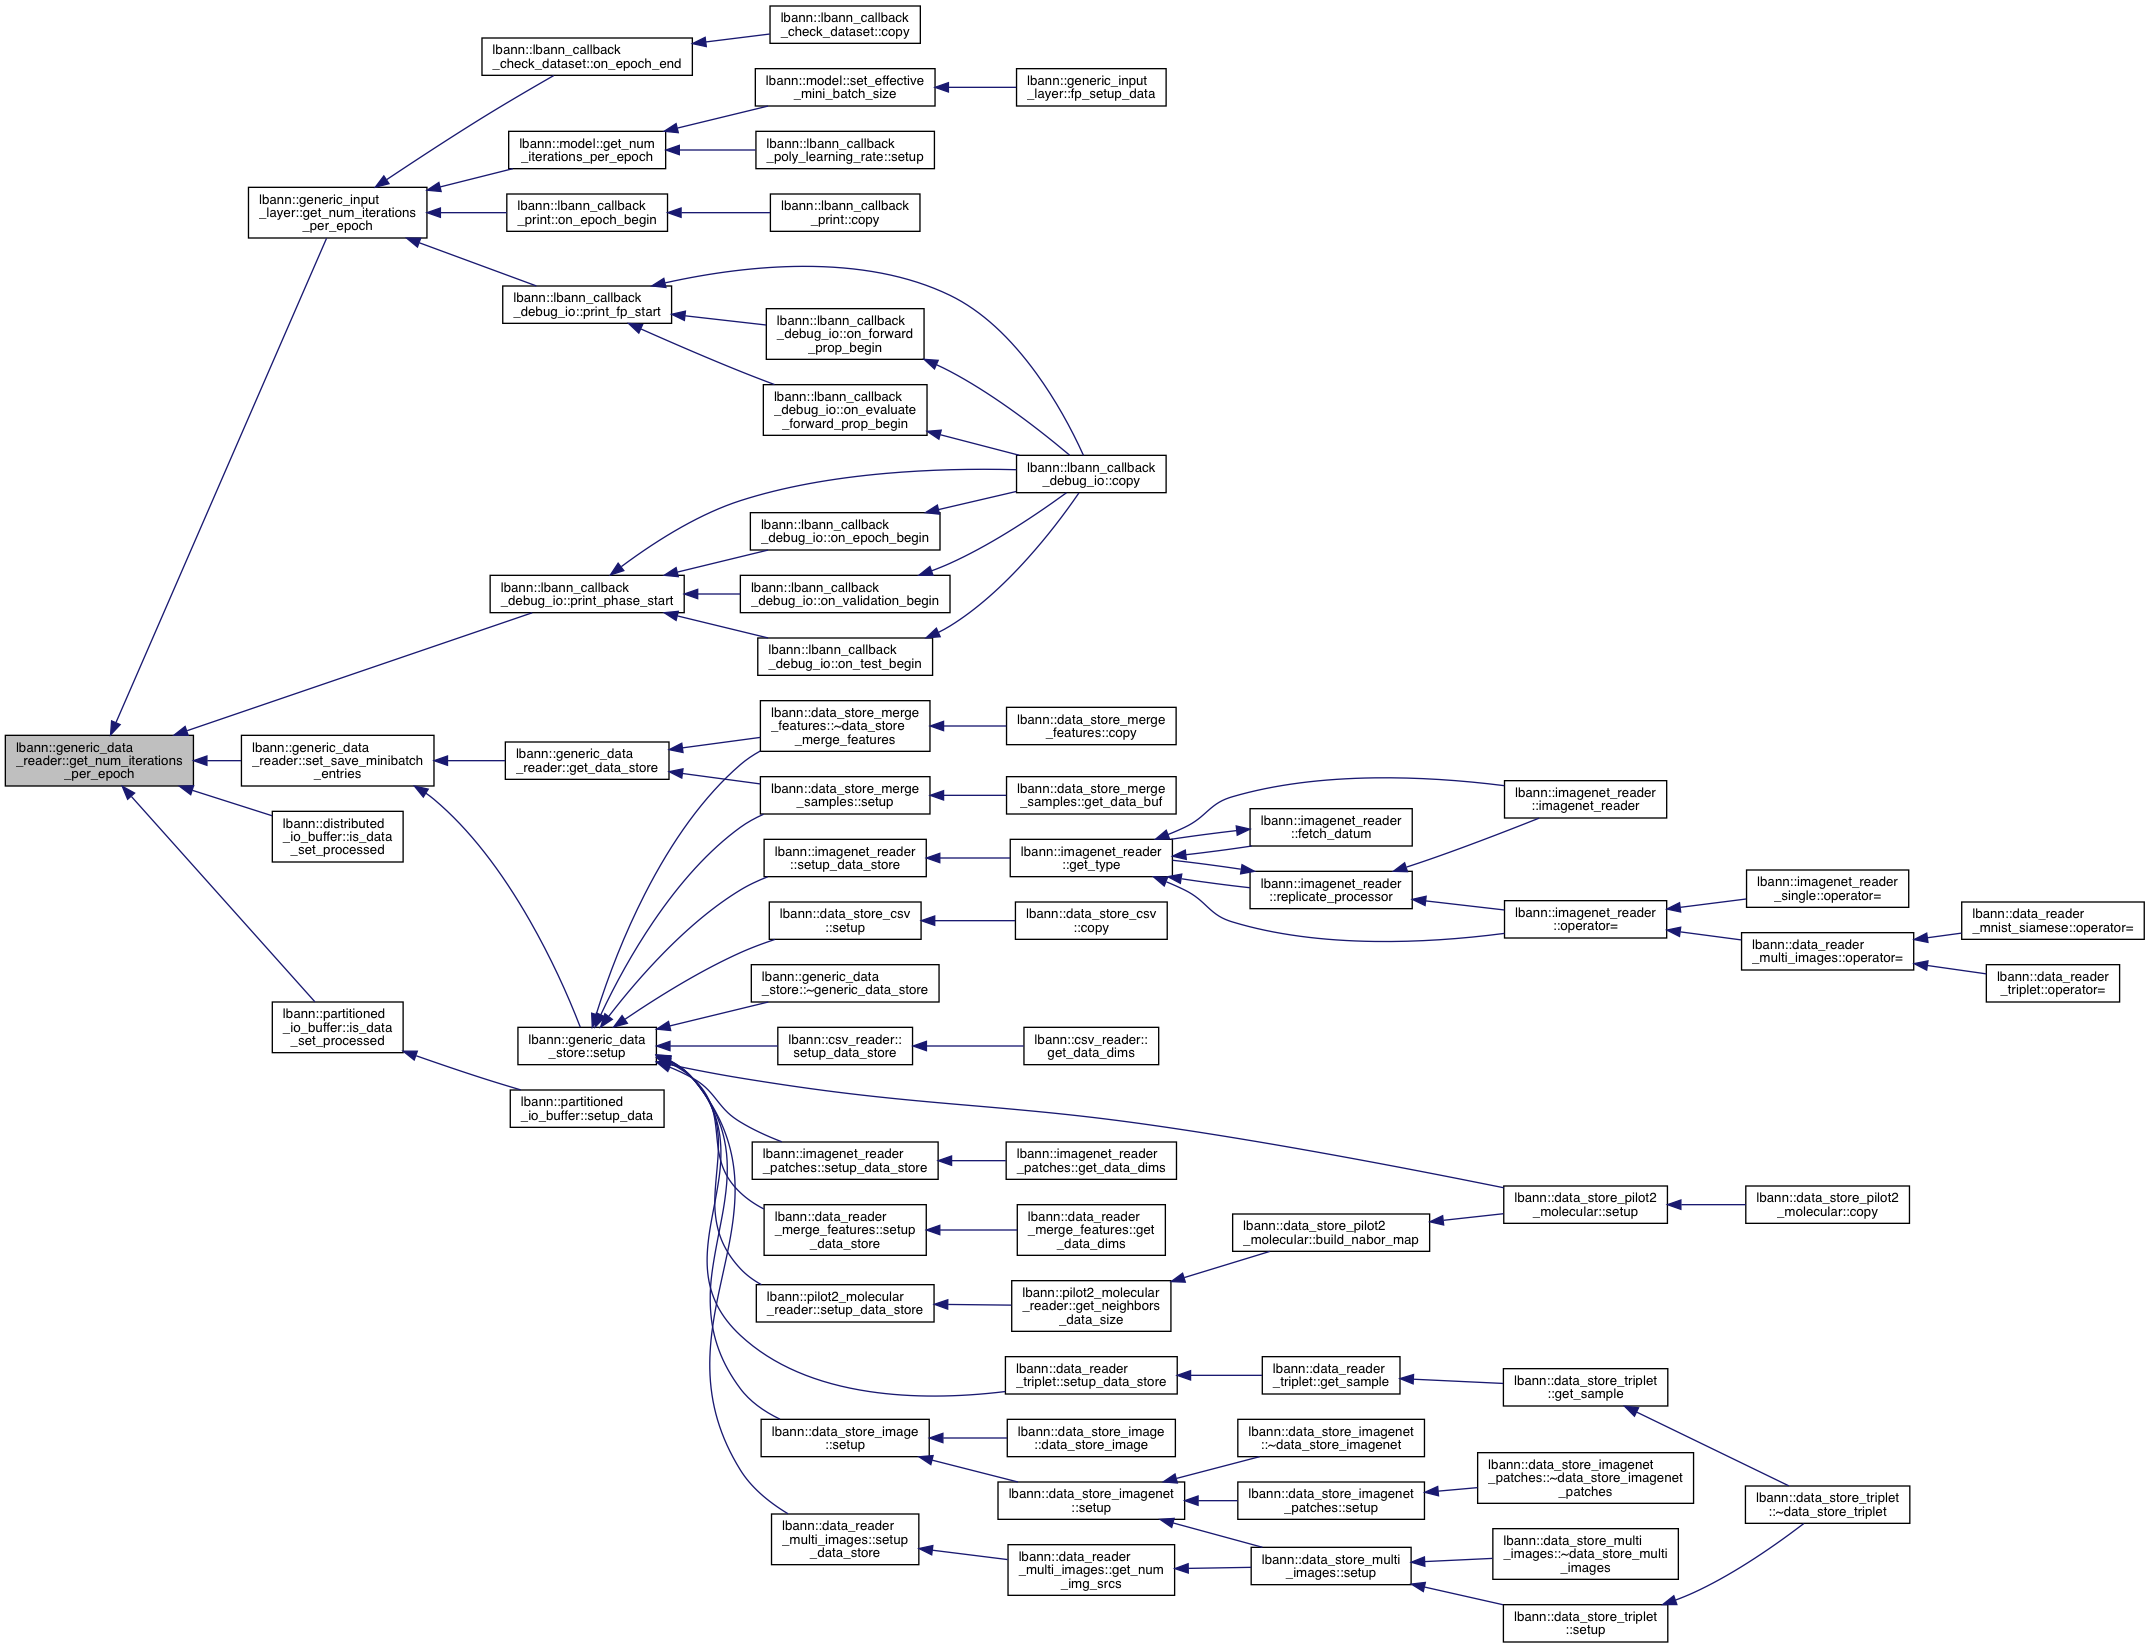 lbann::lbann_callback
_check_dataset::copy
lbann::lbann_callback
_check_dataset::on_epoch_end
lbann::model::set_effective
_mini_batch_size
lbann::generic_input
_layer::fp_setup_data
lbann::model::get_num
_iterations_per_epoch
lbann::lbann_callback
_poly_learning_rate::setup
lbann::generic_input
_layer::get_num_iterations
_per_epoch
lbann::lbann_callback
_print::on_epoch_begin
lbann::lbann_callback
_print::copy
lbann::lbann_callback
_debug_io::print_fp_start
lbann::lbann_callback
_debug_io::on_forward
_prop_begin
lbann::lbann_callback
_debug_io::on_evaluate
_forward_prop_begin
lbann::lbann_callback
_debug_io::copy
lbann::lbann_callback
_debug_io::on_epoch_begin
lbann::lbann_callback
_debug_io::print_phase_start
lbann::lbann_callback
_debug_io::on_validation_begin
lbann::lbann_callback
_debug_io::on_test_begin
lbann::generic_data
_reader::get_num_iterations
_per_epoch
lbann::generic_data
_reader::set_save_minibatch
_entries
lbann::generic_data
_reader::get_data_store
lbann::data_store_merge
_features::~data_store
_merge_features
lbann::data_store_merge
_features::copy
lbann::data_store_merge
_samples::setup
lbann::data_store_merge
_samples::get_data_buf
lbann::distributed
_io_buffer::is_data
_set_processed
lbann::imagenet_reader
::setup_data_store
lbann::imagenet_reader
::get_type
lbann::imagenet_reader
::fetch_datum
lbann::imagenet_reader
::imagenet_reader
lbann::imagenet_reader
::replicate_processor
lbann::imagenet_reader
::operator=
lbann::imagenet_reader
_single::operator=
lbann::data_reader
_multi_images::operator=
lbann::data_reader
_mnist_siamese::operator=
lbann::data_reader
_triplet::operator=
lbann::data_store_csv
::setup
lbann::data_store_csv
::copy
lbann::generic_data
_store::~generic_data_store
lbann::partitioned
_io_buffer::is_data
_set_processed
lbann::generic_data
_store::setup
lbann::csv_reader::
setup_data_store
lbann::csv_reader::
get_data_dims
lbann::partitioned
_io_buffer::setup_data
lbann::imagenet_reader
_patches::setup_data_store
lbann::imagenet_reader
_patches::get_data_dims
lbann::data_reader
_merge_features::setup
_data_store
lbann::data_reader
_merge_features::get
_data_dims
lbann::data_store_pilot2
_molecular::build_nabor_map
lbann::data_store_pilot2
_molecular::setup
lbann::data_store_pilot2
_molecular::copy
lbann::pilot2_molecular
_reader::setup_data_store
lbann::pilot2_molecular
_reader::get_neighbors
_data_size
lbann::data_reader
_triplet::setup_data_store
lbann::data_reader
_triplet::get_sample
lbann::data_store_triplet
::get_sample
lbann::data_store_image
::setup
lbann::data_store_image
::data_store_image
lbann::data_store_imagenet
::~data_store_imagenet
lbann::data_store_imagenet
::setup
lbann::data_store_imagenet
_patches::setup
lbann::data_store_imagenet
_patches::~data_store_imagenet
_patches
lbann::data_store_triplet
::~data_store_triplet
lbann::data_reader
_multi_images::setup
_data_store
lbann::data_reader
_multi_images::get_num
_img_srcs
lbann::data_store_multi
_images::setup
lbann::data_store_multi
_images::~data_store_multi
_images
lbann::data_store_triplet
::setup